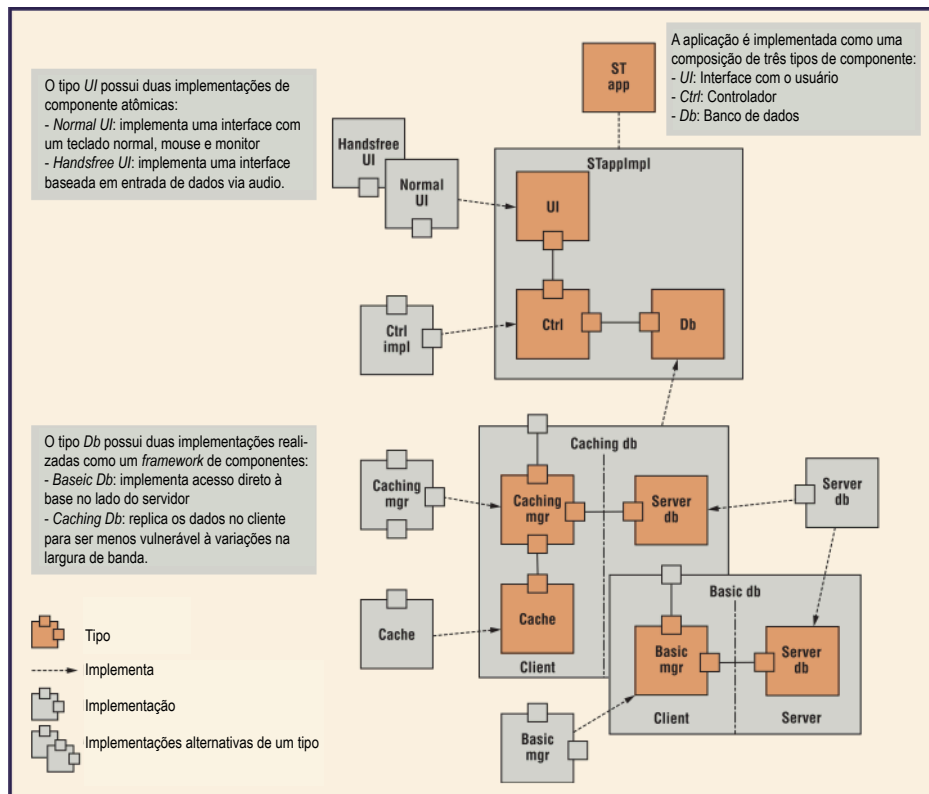 O tipo UI possui duas implementações de
componente atômicas:
- Normal UI: implementa uma interface com
um teclado normal, mouse e monitor
- Handsfree UI: implementa uma interface
baseada em entrada de dados via audio.
ST
app
A aplicação é implementada como uma
composição de três tipos de componente:
- UI: Interface com o usuário
- Ctrl: Controlador
- Db: Banco de dados
Handsfree
UI
Normal
UI
STappImpl
UI
Ctrl
impl
Ctrl
Db
O tipo Db possui duas implementações reali-
zadas como um framework de componentes:
- Baseic Db: implementa acesso direto à
base no lado do servidor
- Caching Db: replica os dados no cliente
para ser menos vulnerável à variações na
largura de banda.
Caching db
Caching
mgr
Caching
mgr
Server
db
Server
db
Cache
Cache
Client
Basic db
Basic
mgr
Server
db
Client
Server
Basic
mgr
Tipo
Implementa
Implementação
Implementações alternativas de um tipo